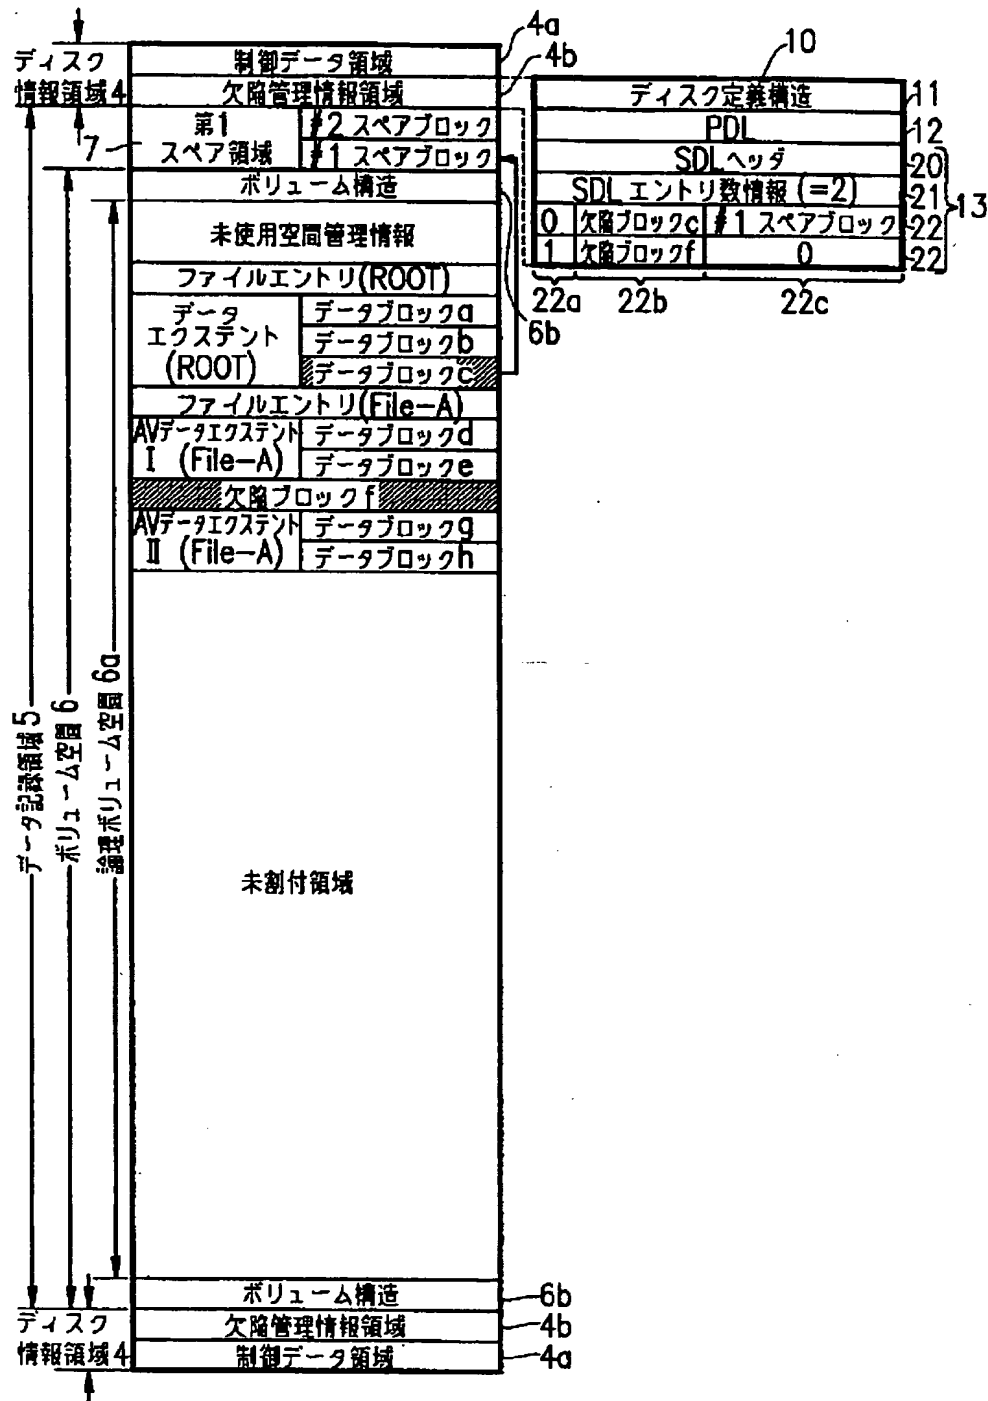 4a
制御データ領域
ディスク
情報領域4
4b
欠陥管理情報領域
7
第1
スペア領域
#2 スペアブロック
#1 スペアブロック
ボリューム構造
未使用空間管理情報
ファイルエントリ(ROOT)
データ
エクステント
(ROOT)
データブロックa
データブロックb
データブロックc
6b
ファイルエントリ(File-A)
AVデータエクステント
I (File-A)
データブロックd
データブロックe
欠陥ブロックf
AVデータエクステント
II (File-A)
データブロックg
データブロックh
未割付領域
データ記録領域5
ボリューム空間6
論理ボリューム空間6a
ボリューム構造
6b
ディスク
情報領域4
欠陥管理情報領域
4b
制御データ領域
4a
10
ディスク定義構造
11
PDL
12
SDLヘッダ
20
SDLエントリ数情報(=2)
21
13
0 欠陥ブロックc #1 スペアブロック
22
1 欠陥ブロックf 0
22
22a 22b 22c